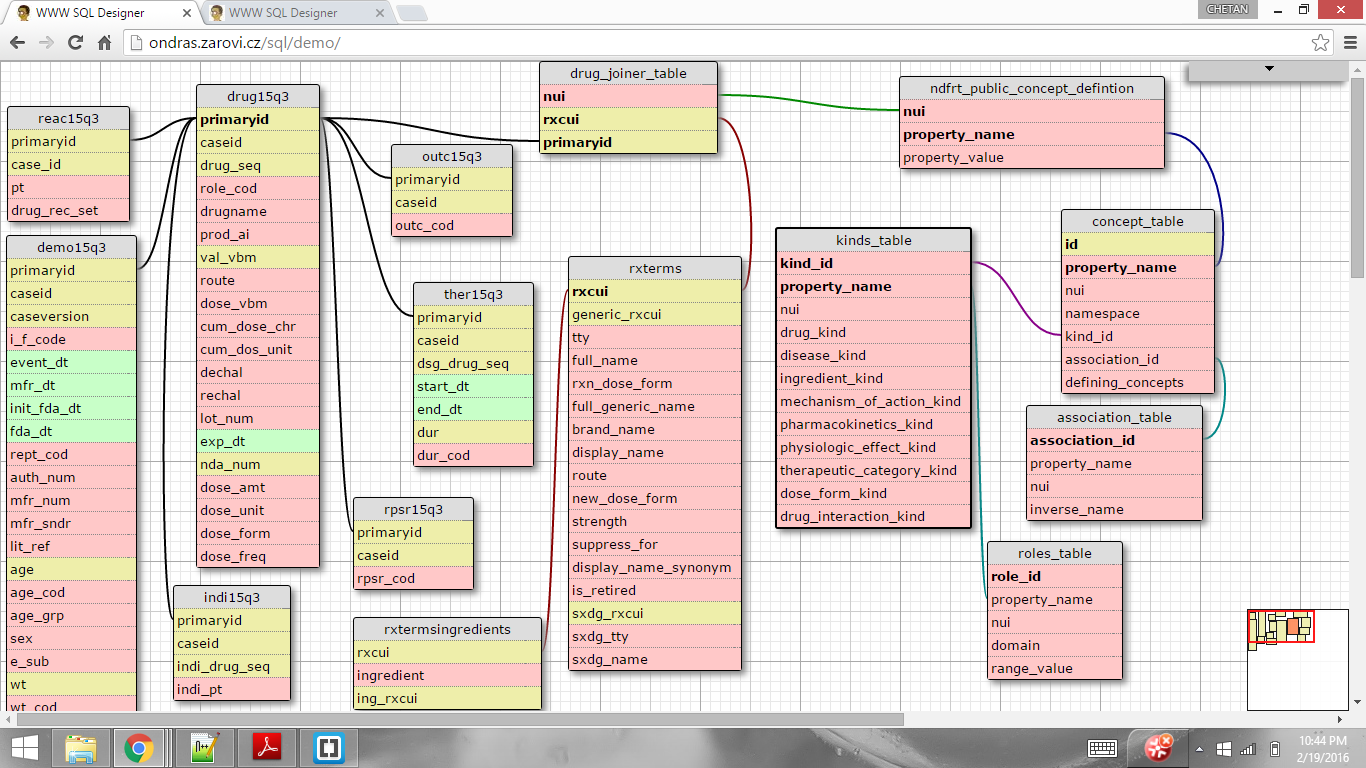 WWW SQL Designer
WWW SQL Designer
CHETAN
ondras.zarovi.cz/sql/demo/
reac15q3
primaryid
case_id
pt
drug_rec_set
demo15q3
primaryid
caseid
caseversion
i_f_code
event_dt
mfr_dt
init_fda_dt
fda_dt
rept_cod
auth_num
mfr_num
mfr_sndr
lit_ref
age
age_cod
age_grp
sex
e_sub
wt
wt_cod
drug15q3
primaryid
caseid
drug_seq
role_cod
drugname
prod_ai
val_vbm
route
dose_vbm
cum_dose_chr
cum_dos_unit
dechal
rechal
lot_num
exp_dt
nda_num
dose_amt
dose_unit
dose_form
dose_freq
indi15q3
primaryid
caseid
indi_drug_seq
indi_pt
outc15q3
primaryid
caseid
outc_cod
ther15q3
primaryid
caseid
dsg_drug_seq
start_dt
end_dt
dur
dur_cod
rpsr15q3
primaryid
caseid
rpsr_cod
rxtermsingredients
rxcui
ingredient
ing_rxcui
drug_joiner_table
nui
rxcui
primaryid
rxterms
rxcui
generic_rxcui
tty
full_name
rxn_dose_form
full_generic_name
brand_name
display_name
route
new_dose_form
strength
suppress_for
display_name_synonym
is_retired
sxdg_rxcui
sxdg_tty
sxdg_name
kinds_table
kind_id
property_name
nui
drug_kind
disease_kind
ingredient_kind
mechanism_of_action_kind
pharmacokinetics_kind
physiologic_effect_kind
therapeutic_category_kind
dose_form_kind
drug_interaction_kind
ndfrt_public_concept_defintion
nui
property_name
property_value
concept_table
id
property_name
nui
namespace
kind_id
association_id
defining_concepts
association_table
association_id
property_name
nui
inverse_name
roles_table
role_id
property_name
nui
domain
range_value
10:44 PM
2/19/2016